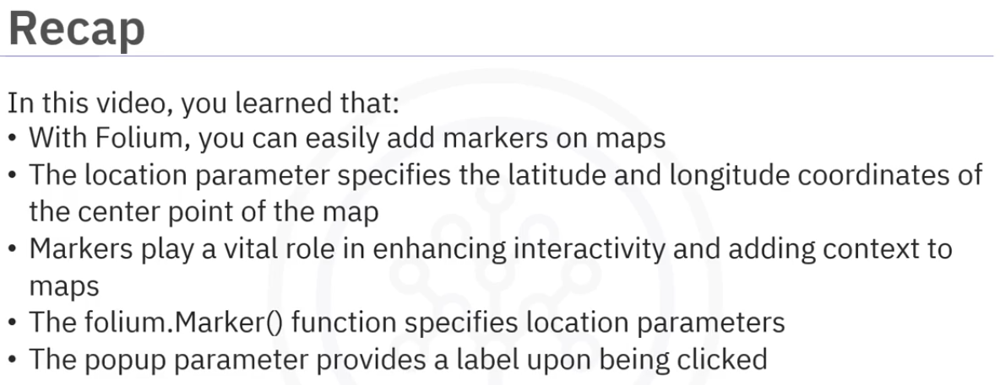 Recap
In this video, you learned that:
• With Folium, you can easily add markers on maps
• The location parameter specifies the latitude and longitude coordinates of
the center point of the map
• Markers play a vital role in enhancing interactivity and adding context to
maps
• The folium.Marker() function specifies location parameters
• The popup parameter provides a label upon being clicked